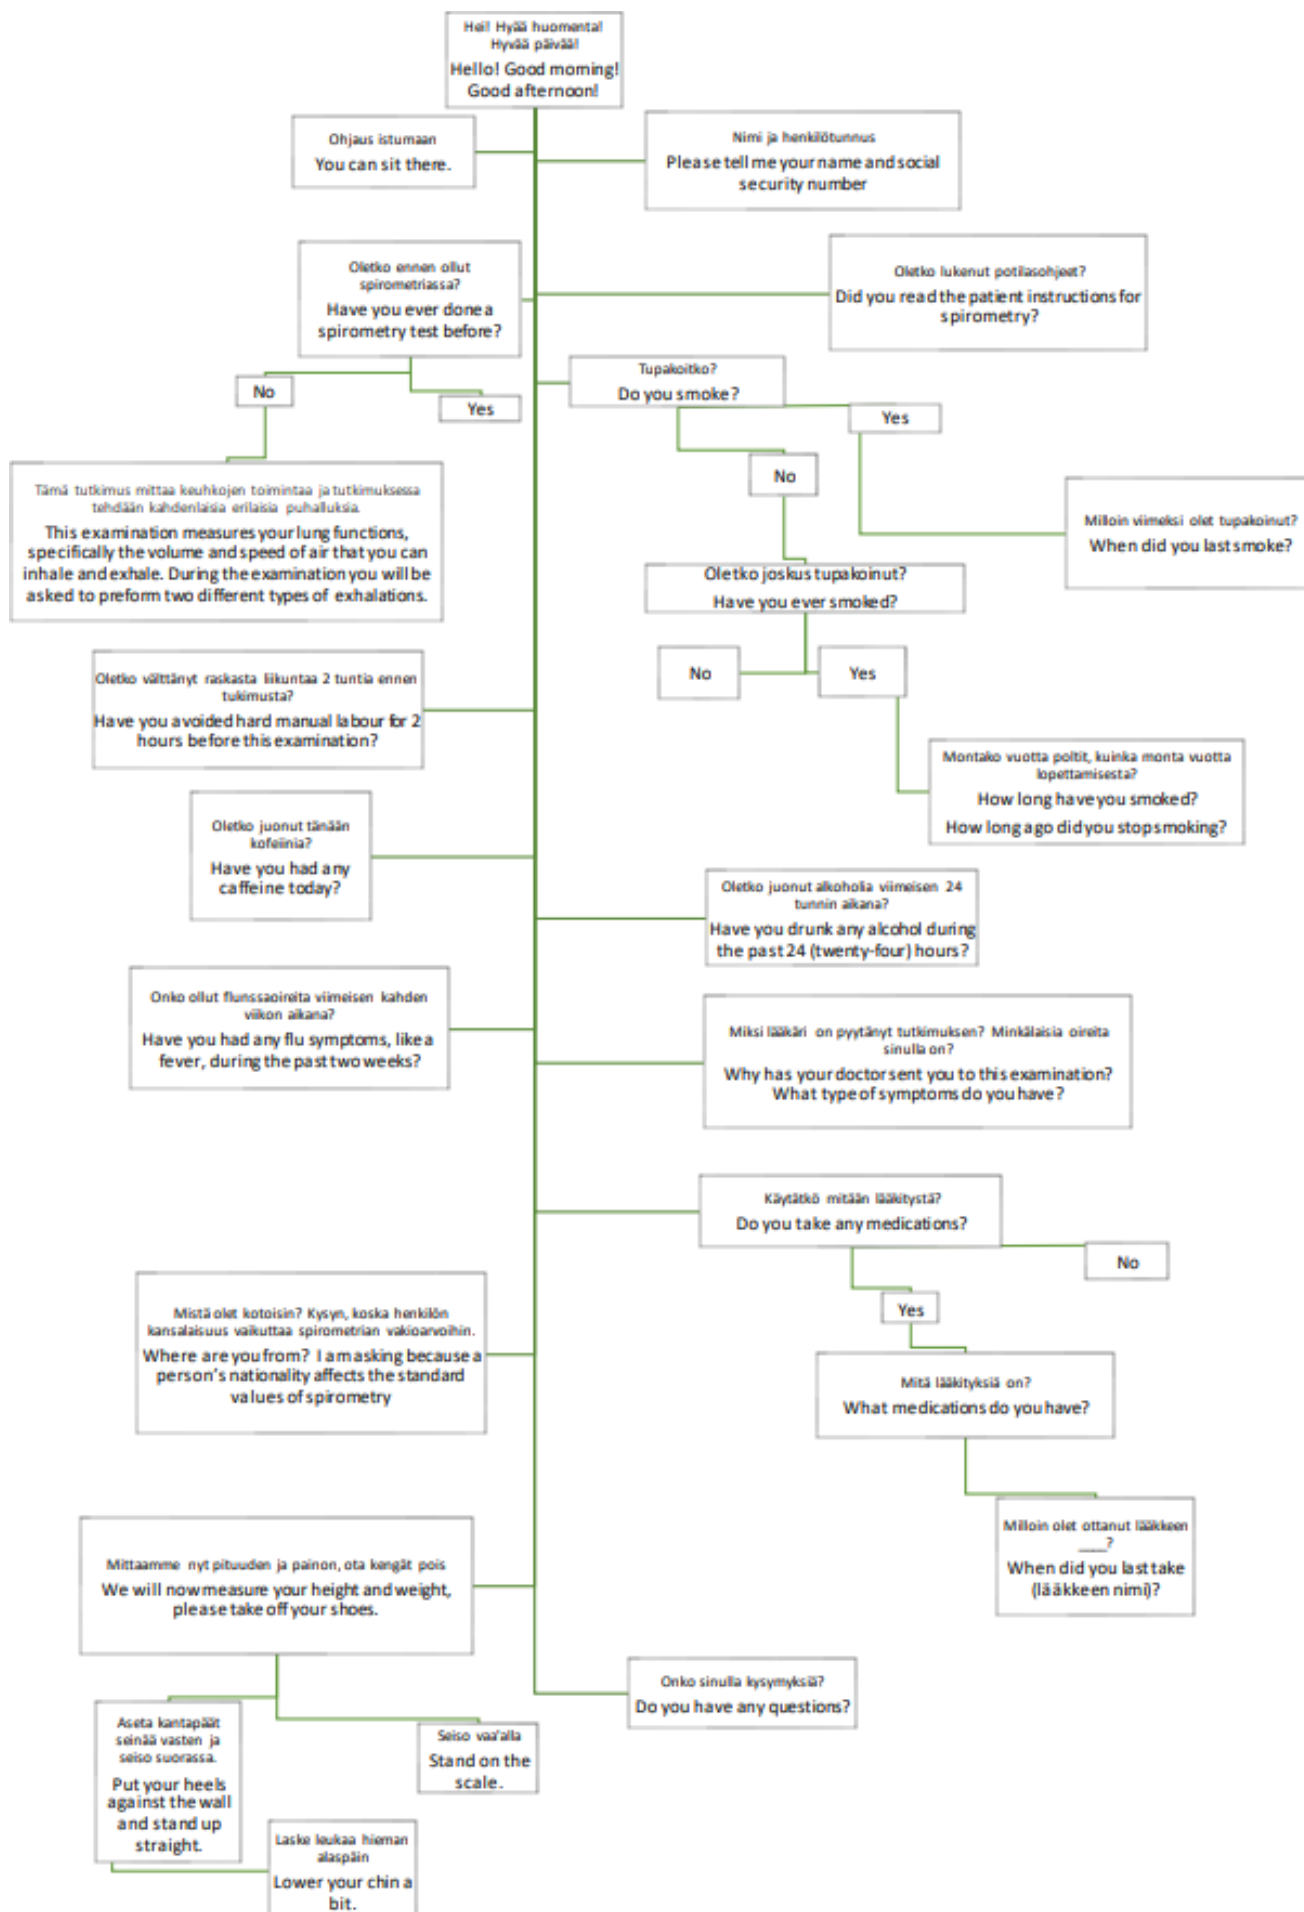 Hei! Hyää huomenta!
Hyvää päivää!
Hello! Good morning!
Good afternoon!
Ohjaus istumaan
You can sit there.
Nimi ja henkilötunnus
Please tell me your name and social
security number
Oletko ennen ollut
spirometriassa?
Have you ever done a
spirometry test before?
Oletko lukenut potilasohjeet?
Did you read the patient instructions for
spirometry?
No
Yes
Tupakoitko?
Do you smoke?
Yes
No
Tämä tutkimus mittaa keuhkojen toimintaa ja tutkimuksessa
tehdään kahdenlaisia erilaisia puhalluksia.
This examination measures your lung functions,
specifically the volume and speed of air that you can
inhale and exhale. During the examination you will be
asked to preform two different types of exhalations.
Milloin viimeksi olet tupakoinut?
When did you last smoke?
Oletko joskus tupakoinut?
Have you ever smoked?
No
Yes
Oletko välttänyt raskasta liikuntaa 2 tuntia ennen
tukimusta?
Have you avoided hard manual labour for 2
hours before this examination?
Montako vuotta poltit, kuinka monta vuotta
lopettamisesta?
How long have you smoked?
How long ago did you stop smoking?
Oletko juonut tänään
kofeiinia?
Have you had any
caffeine today?
Oletko juonut alkoholia viimeisen 24
tunnin aikana?
Have you drunk any alcohol during
the past 24 (twenty-four) hours?
Onko ollut flunssaoireita viimeisen kahden
viikon aikana?
Have you had any flu symptoms, like a
fever, during the past two weeks?
Miksi lääkäri on pyytänyt tutkimuksen? Minkälaisia oireita
sinulla on?
Why has your doctor sent you to this examination?
What type of symptoms do you have?
Käytätkö mitään lääkitystä?
Do you take any medications?
No
Yes
Mistä olet kotoisin? Kysyn, koska henkilön
kansalaisuus vaikuttaa spirometrian vakioarvoihin.
Where are you from? I am asking because a
person's nationality affects the standard
values of spirometry
Mitä lääkityksiä on?
What medications do you have?
Milloin olet ottanut lääkkeen
____?
When did you last take
(lääkkeen nimi)?
Mittaamme nyt pituuden ja painon, ota kengät pois
We will now measure your height and weight,
please take off your shoes.
Onko sinulla kysymyksiä?
Do you have any questions?
Aseta kantapäät
seinää vasten ja
seiso suorassa.
Put your heels
against the wall
and stand up
straight.
Seiso vaa'alla
Stand on the
scale.
Laske leukaa hieman
alaspäin
Lower your chin a
bit.